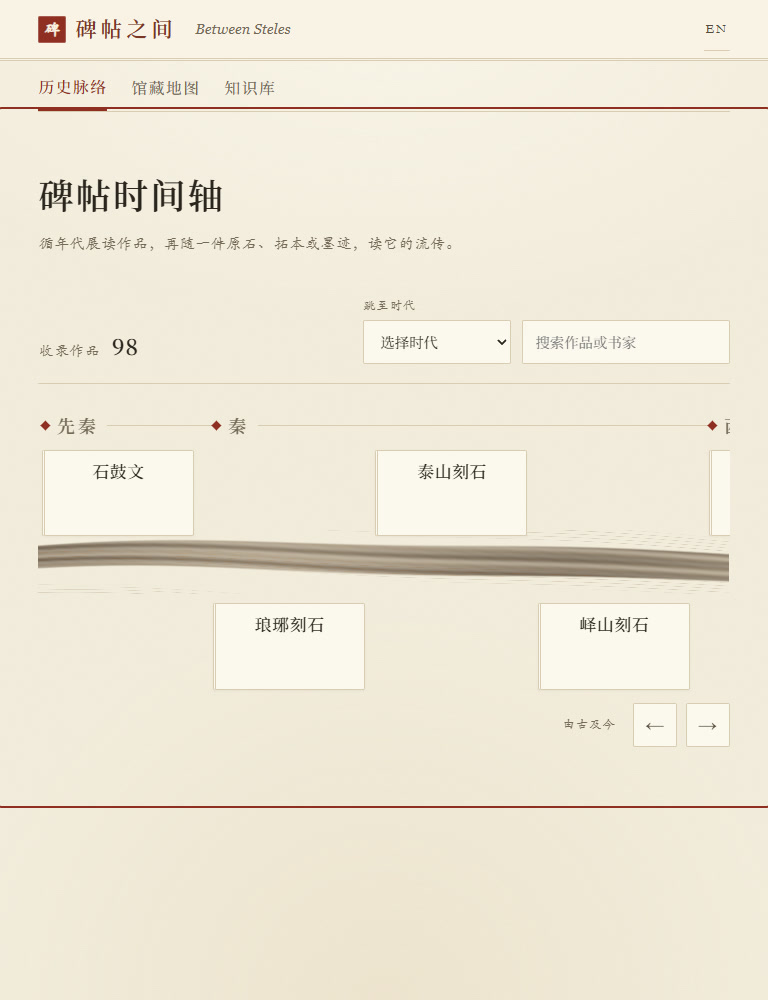 碑 碑帖之间 Between Steles EN
历史脉络 馆藏地图 知识库
碑帖时间轴
循年代展读作品，再随一件原石、拓本或墨迹，读它的流传。
跳至时代
收录作品 98 选择时代 搜索作品或书家
先秦 秦
石鼓文 泰山刻石
琅琊刻石 峄山刻石
由古及今 ← →